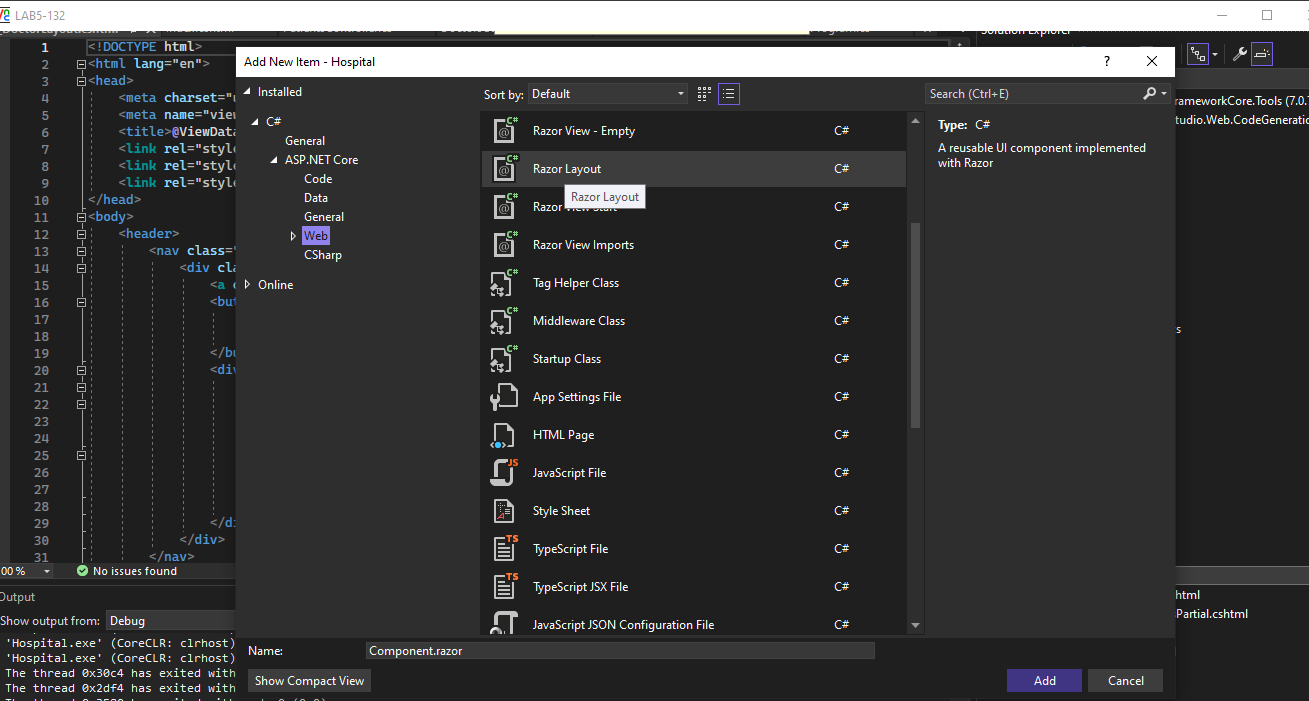 LAB5-132
Add New Item - Hospital
?
Installed
C#
General
ASP.NET Core
Code
Data
General
Web
CSharp
Online
Sort by: Default
Search (Ctrl+E)
Razor View - Empty C#
Razor Layout C#
Razor Layout
Razor View Start C#
Razor View Imports C#
Tag Helper Class C#
Middleware Class C#
Startup Class C#
App Settings File C#
HTML Page C#
JavaScript File C#
Style Sheet C#
TypeScript File C#
TypeScript JSX File C#
JavaScript JSON Configuration File C#
Type: C#
A reusable UI component implemented
with Razor
Name: Component.razor
Show Compact View
Add
Cancel
1 <!DOCTYPE html>
2 <html lang="en">
3 <head>
4 <meta charset="
5 <meta name="view
6 <title>@ViewData
7 <link rel="style
8 <link rel="style
9 <link rel="style
10 </head>
11 <body>
12 <header>
13 <nav class="
14 <div cla
15 <a
16 <but
17
18
19 </bu
20 <div
21
22
23
24
25
26
27
28
29 </di
30 </div>
31 </nav>
00 % No issues found
Output
Show output from: Debug
'Hospital.exe' (CoreCLR: clrhost)
'Hospital.exe' (CoreCLR: clrhost)
The thread 0x30c4 has exited with
The thread 0x2df4 has exited with
Solution Explorer
rameworkCore.Tools (7.0.
tudio.Web.CodeGeneratio
s
html
Partial.cshtml